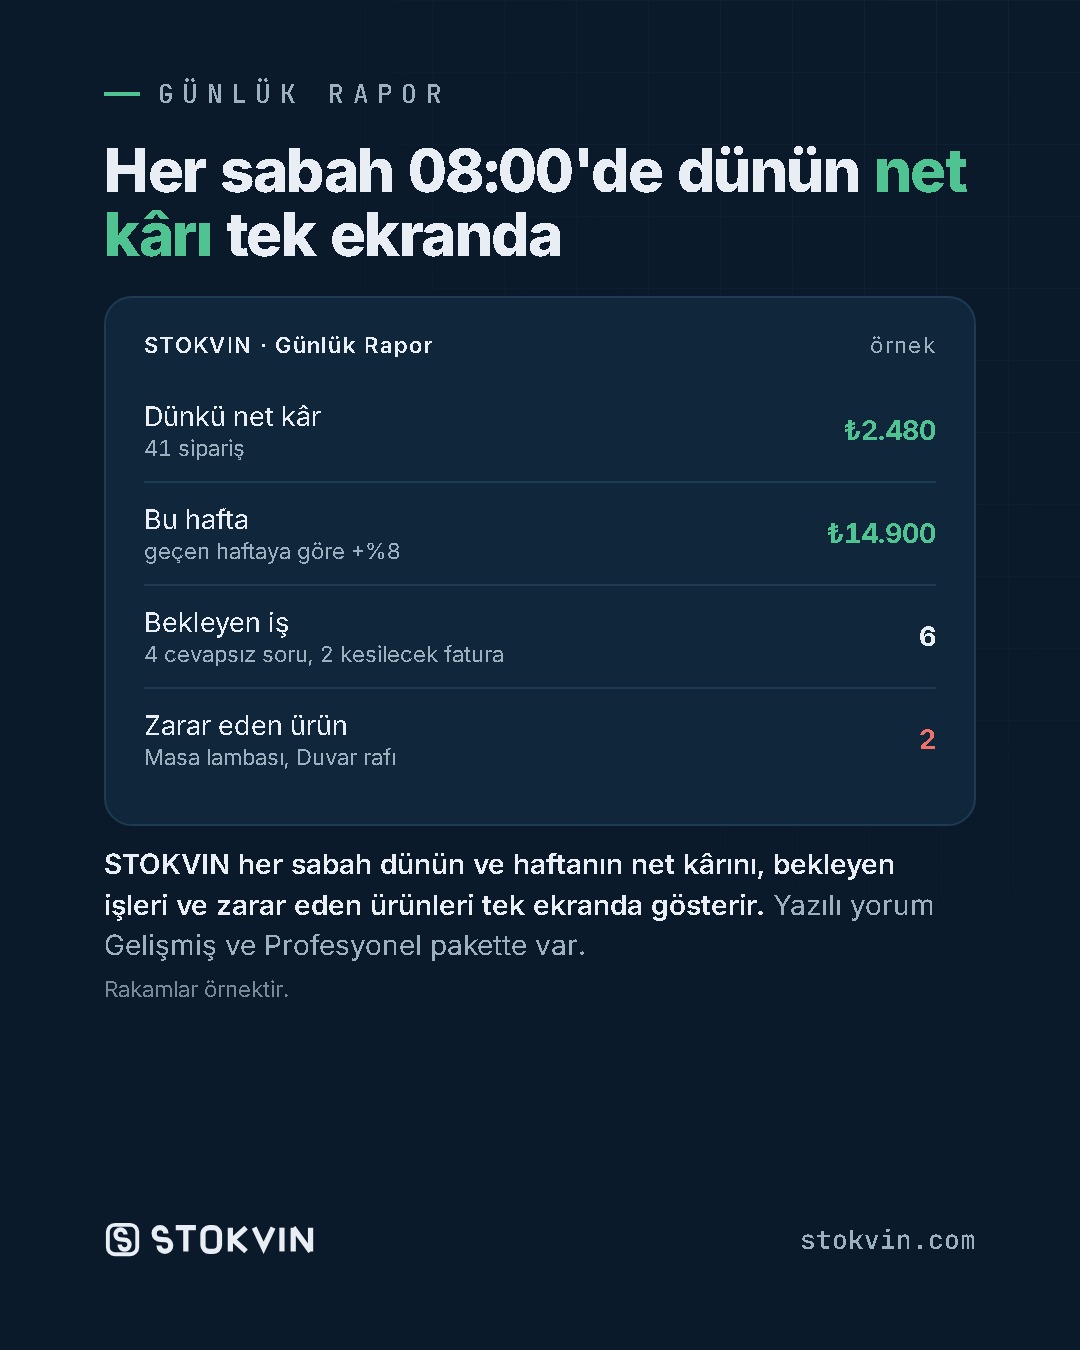 GÜNLÜK RAPOR
Her sabah 08:00'de dünün net
kârı tek ekranda
STOKVIN · Günlük Rapor
örnek
Dünkü net kâr
41 sipariş
₺2.480
Bu hafta
geçen haftaya göre +%8
₺14.900
Bekleyen iş
4 cevapsız soru, 2 kesilecek fatura
6
Zarar eden ürün
Masa lambası, Duvar rafı
2
STOKVIN her sabah dünün ve haftanın net kârını, bekleyen
işleri ve zarar eden ürünleri tek ekranda gösterir. Yazılı yorum
Gelişmiş ve Profesyonel pakette var.
Rakamlar örnektir.
STOKVIN
stokvin.com